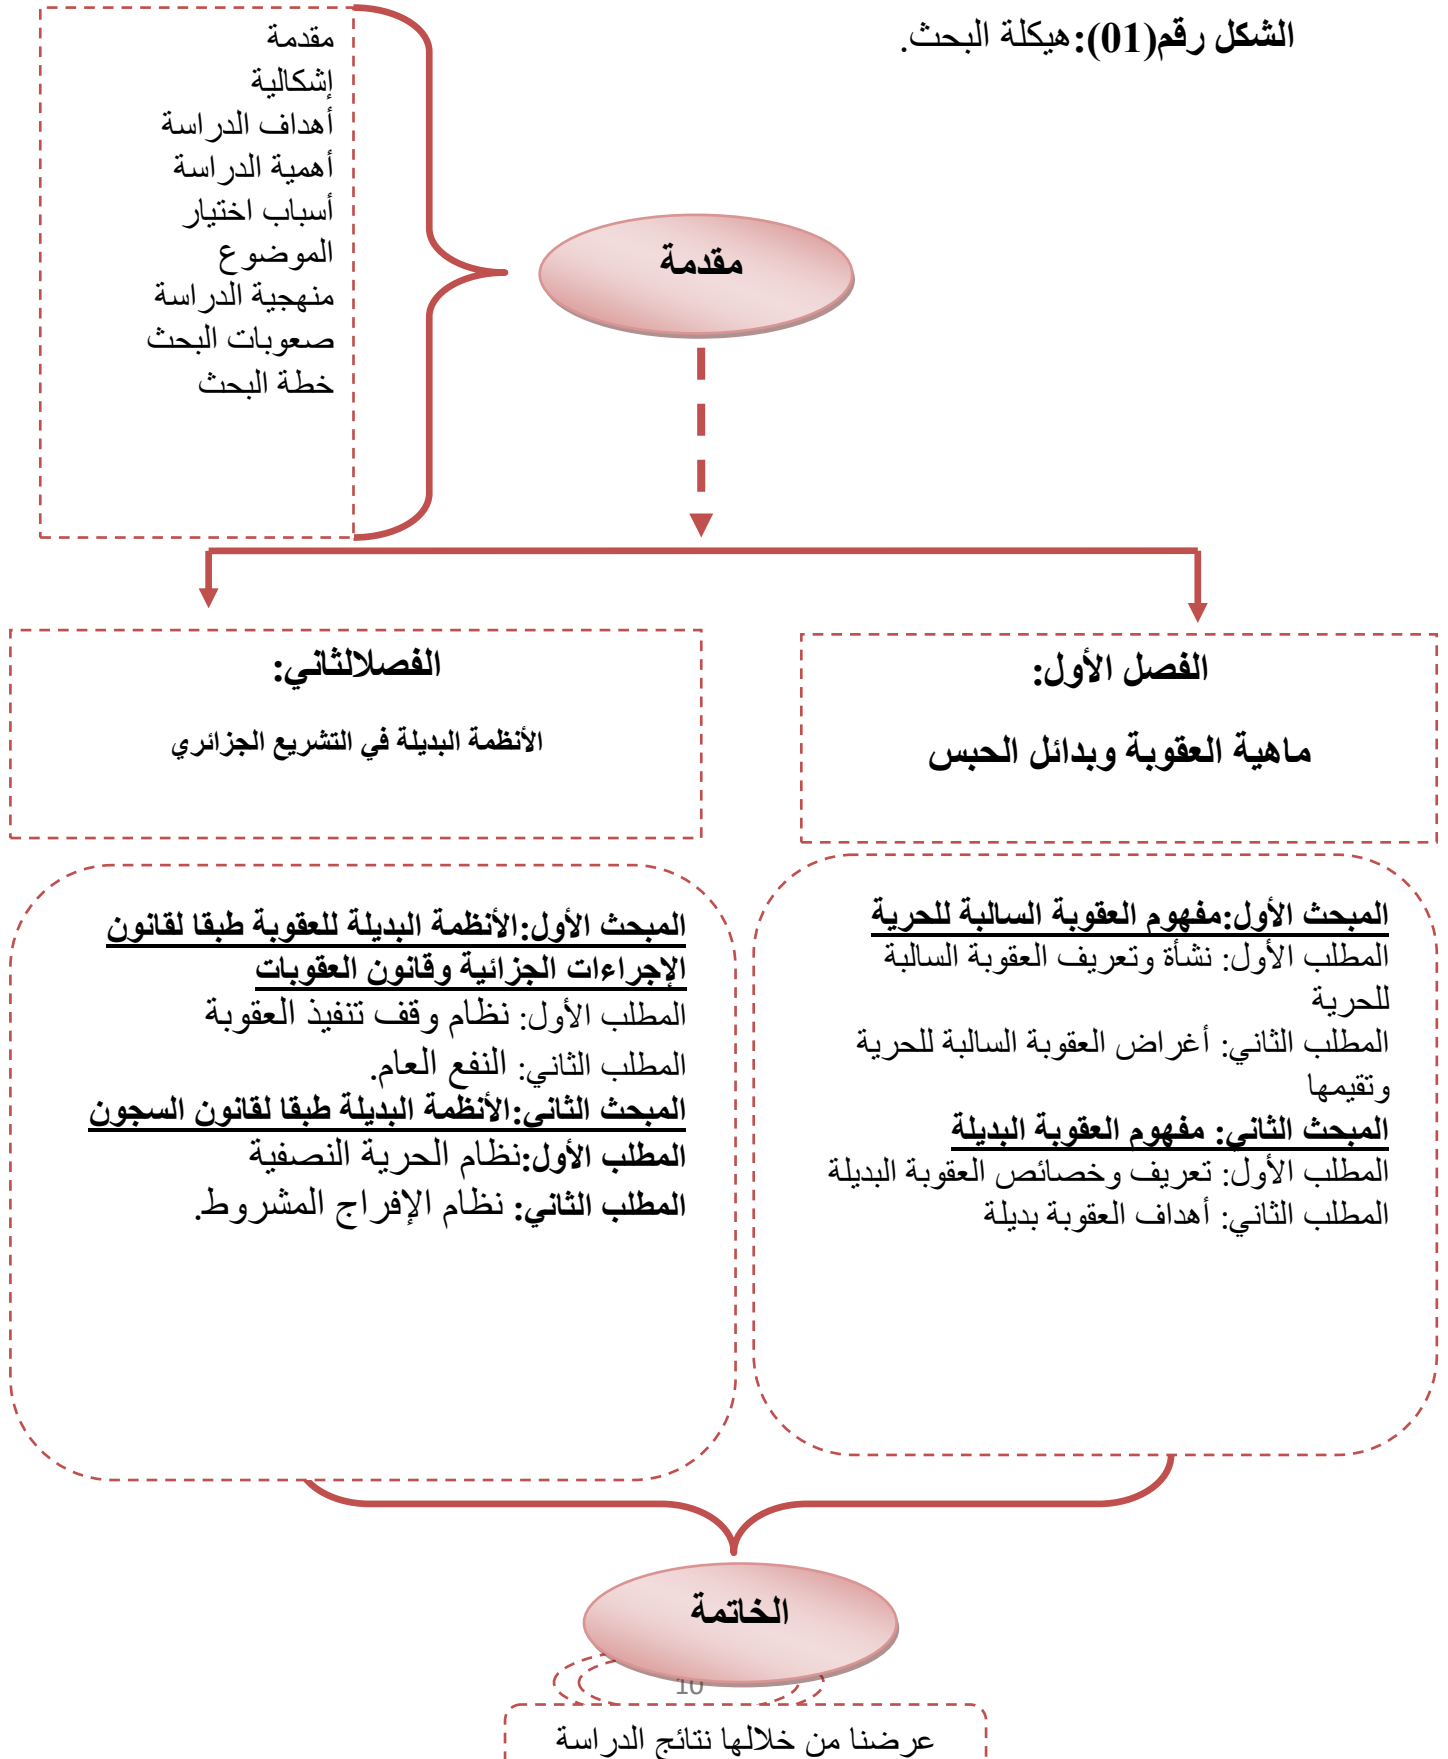 الشكل رقم(01):هيكلة البحث.
مقدمة
إشكالية
أهداف الدراسة
أهمية الدراسة
أسباب اختيار
الموضوع
منهجية الدراسة
صعوبات البحث
خطة البحث
مقدمة
الفصل الأول:
ماهية العقوبة وبدائل الحبس
الفصلالثاني:
الأنظمة البديلة في التشريع الجزائري
المبحث الأول:مفهوم العقوبة السالبة للحرية
المطلب الأول: نشأة وتعريف العقوبة السالبة
للحرية
المطلب الثاني: أغراض العقوبة السالبة للحرية
وتقيمها
المبحث الثاني: مفهوم العقوبة البديلة
المطلب الأول: تعريف وخصائص العقوبة البديلة
المطلب الثاني: أهداف العقوبة بديلة
المبحث الأول:الأنظمة البديلة للعقوبة طبقا لقانون
الإجراءات الجزائية وقانون العقوبات
المطلب الأول: نظام وقف تنفيذ العقوبة
المطلب الثاني: النفع العام.
المبحث الثاني:الأنظمة البديلة طبقا لقانون السجون
المطلب الأول:نظام الحرية النصفية
المطلب الثاني: نظام الإفراج المشروط.
الخاتمة
10
عرضنا من خلالها نتائج الدراسة